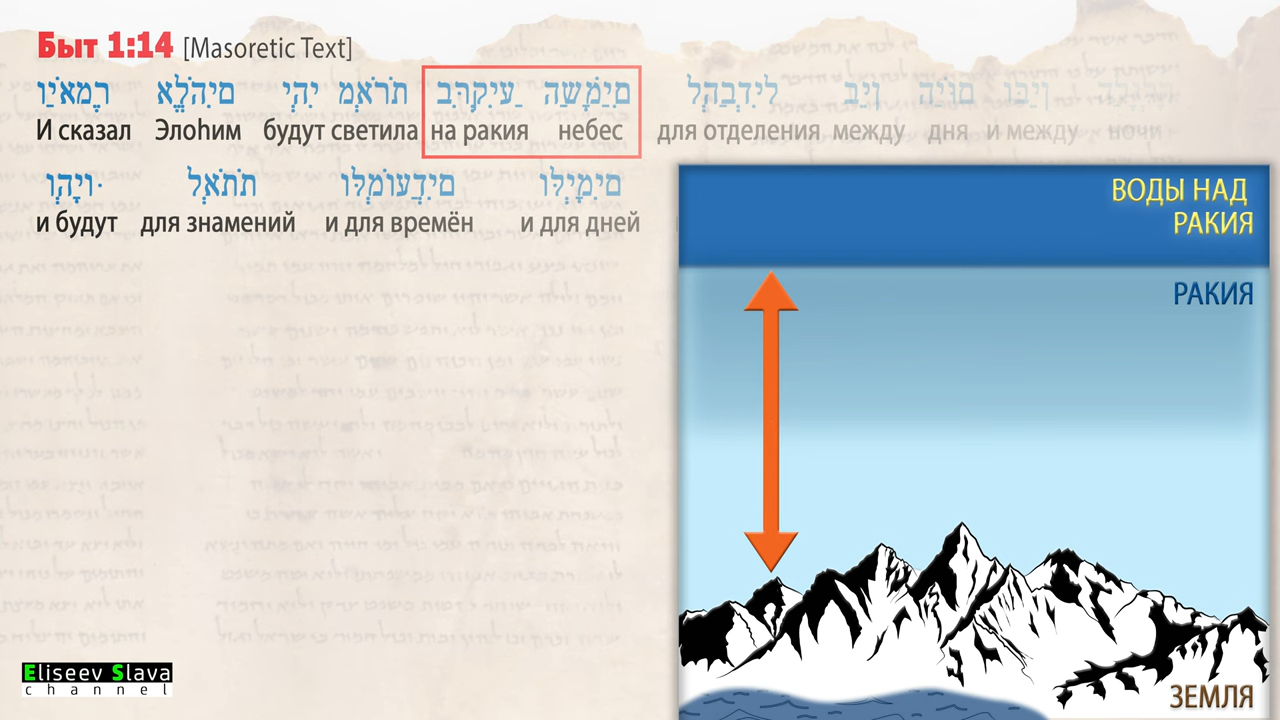 Быт 1:14 [Masoretic Text]
וַיֹּאמֶר אֱלֹהִים יְהִי מְאֹרֹת בִּרְקִיעַ הַשָּׁמַיִם לְהַבְדִּיל בֵּין הַיּוֹם וּבֵין הַלָּיְלָה
И сказал Элоhим будут светила на ракия небес для отделения между дня и между ночи
וְהָיוּ לְאֹתֹת וּלְמוֹעֲדִים וּלְיָמִים
и будут для знамений и для времён и для дней
ВОДЫ НАД
РАКИЯ
РАКИЯ
ЗЕМЛЯ
Eliseev Slava
channel